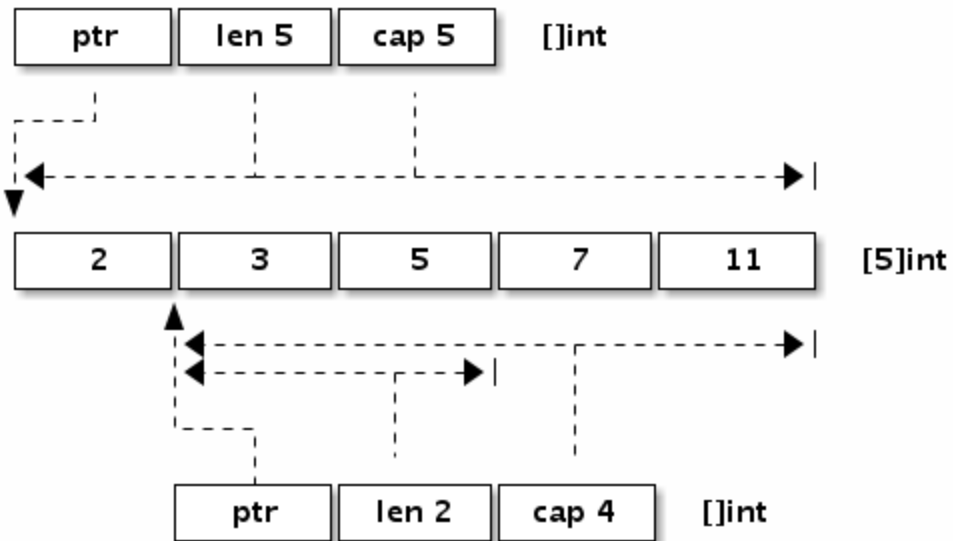 ptr len 5 cap 5 []int
2 3 5 7 11 [5]int
ptr len 2 cap 4 []int